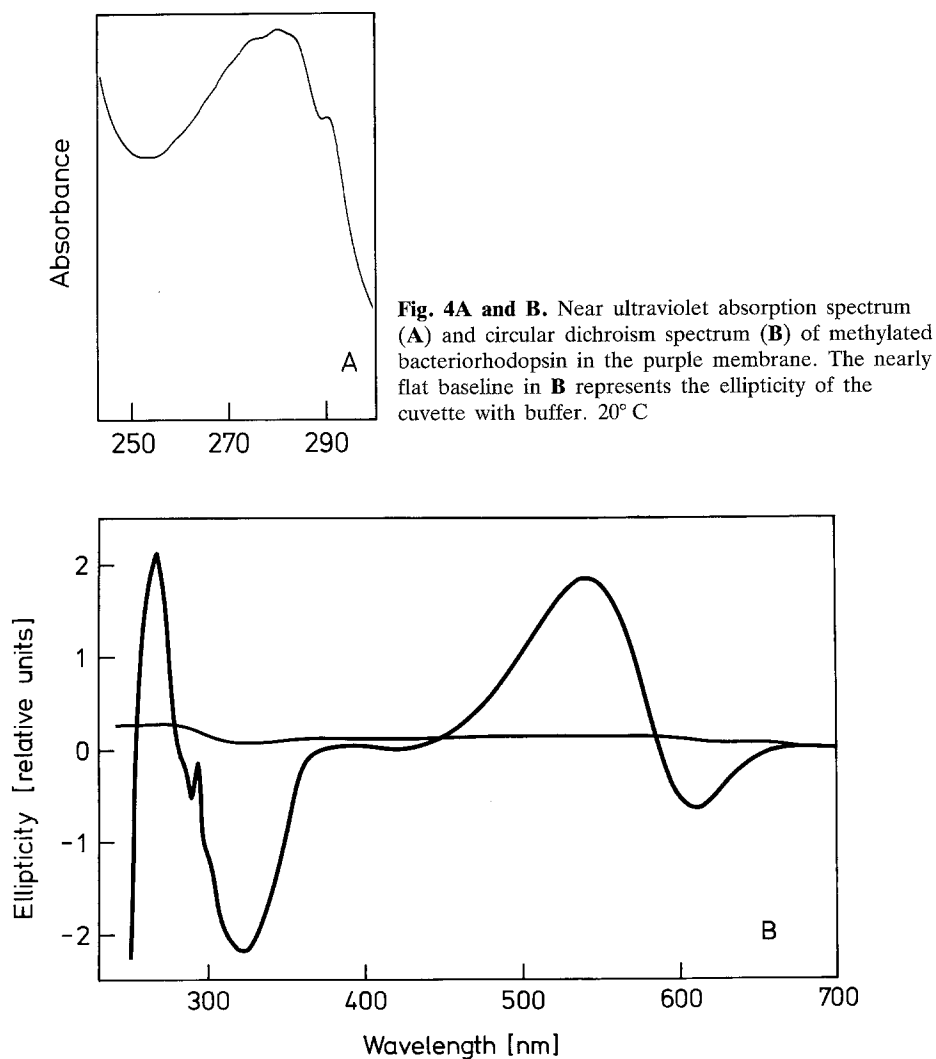 Absorbance
A
250 270 290
Fig. 4A and B. Near ultraviolet absorption spectrum
(A) and circular dichroism spectrum (B) of methylated
bacteriorhodopsin in the purple membrane. The nearly
flat baseline in B represents the ellipticity of the
cuvette with buffer. 20° C
Ellipticity [relative units]
2
1
0
-1
-2
B
300 400 500 600 700
Wavelength [nm]